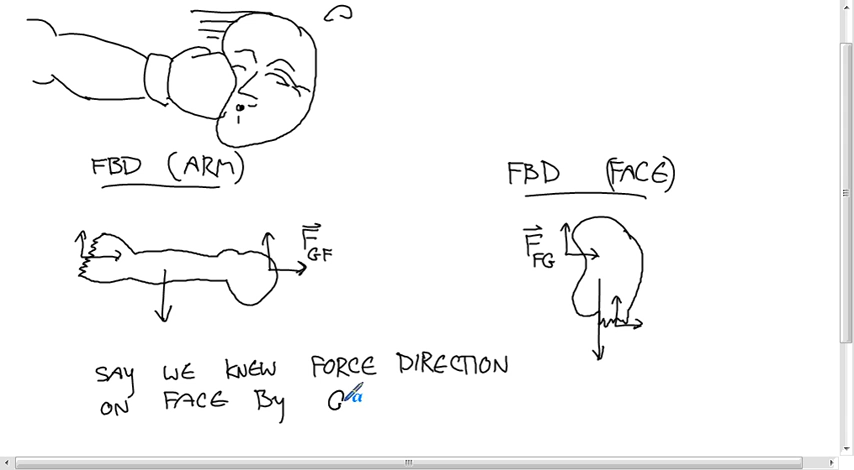 FBD (ARM)
FBD (FACE)
F GF
F FG
SAY WE KNEW FORCE DIRECTION
ON FACE By G